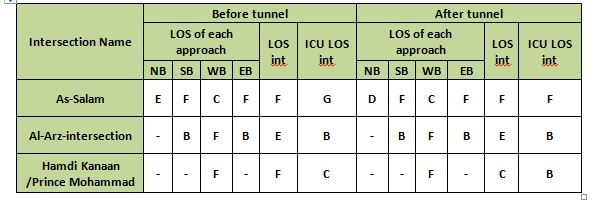 Intersection Name Before tunnel After tunnel
LOS of each approach LOS int ICU LOS int LOS of each approach LOS int ICU LOS int
NB SB WB EB NB SB WB EB
As-Salam E F C F F G D F C F F F
Al-Arz-intersection - B F B E B - B F B E B
Hamdi Kanaan /Prince Mohammad - - F - F C - - F - C B